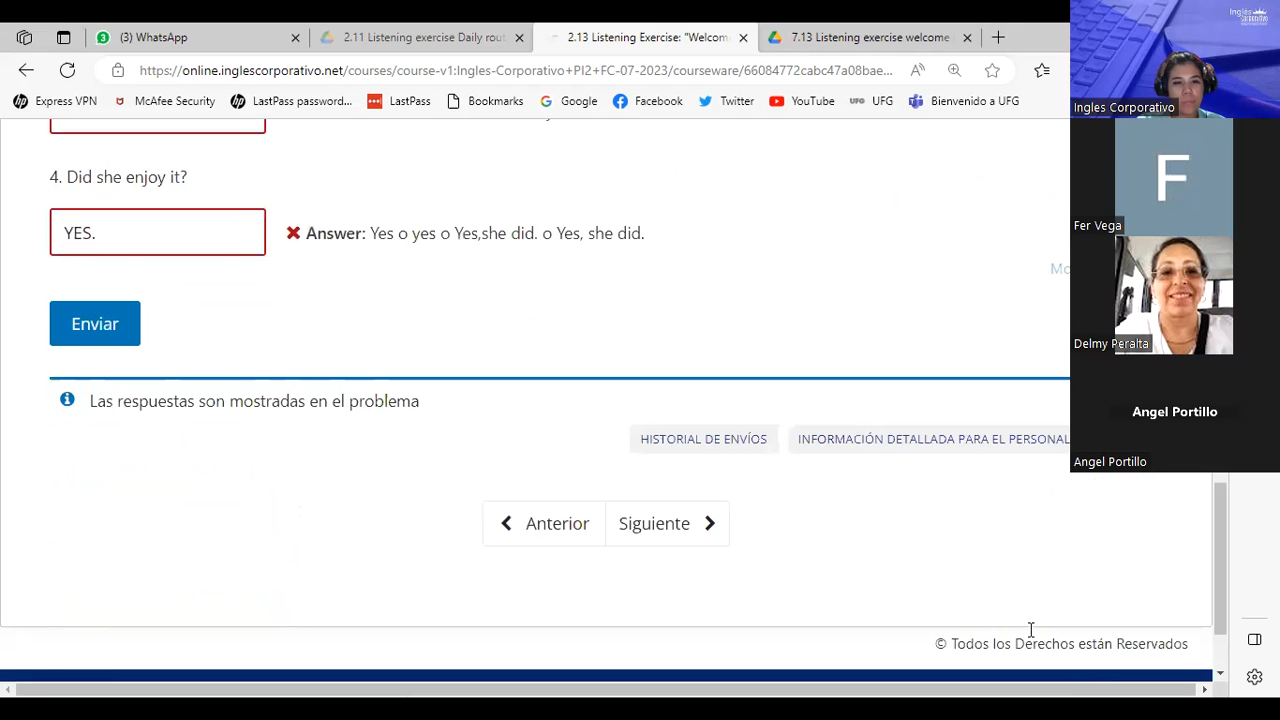 (3) WhatsApp
2.11 Listening exercise Daily rout
2.13 Listening Exercise: "Welcom
7.13 Listening exercise welcome
https://online.inglescorporativo.net/courses/course-v1:Ingles-Corporativo+PI2+FC-07-2023/courseware/66084772cabc47a08bae...
Express VPN
McAfee Security
LastPass password...
LastPass
Bookmarks
Google
Facebook
Twitter
YouTube
UFG
Bienvenido a UFG
4. Did she enjoy it?
YES.
Answer: Yes o yes o Yes,she did. o Yes, she did.
Mo
Enviar
Las respuestas son mostradas en el problema
HISTORIAL DE ENVÍOS
INFORMACIÓN DETALLADA PARA EL PERSONAL
Anterior
Siguiente
© Todos los Derechos están Reservados
Inglés
Corporativo
Ingles Corporativo
F
Fer Vega
Delmy Peralta
Angel Portillo
Angel Portillo